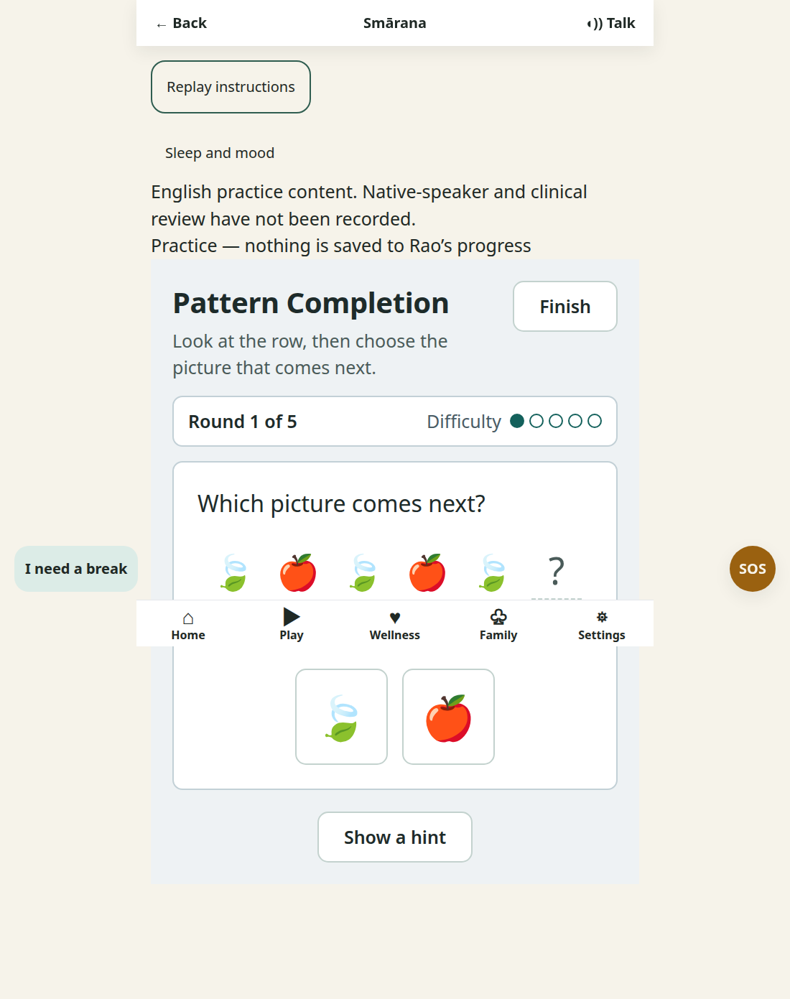 ← Back
Smārana
Talk
Replay instructions
Sleep and mood
English practice content. Native-speaker and clinical
review have not been recorded.
Practice — nothing is saved to Rao’s progress
Pattern Completion
Finish
Look at the row, then choose the
picture that comes next.
Round 1 of 5
Difficulty
Which picture comes next?
?
I need a break
SOS
Home
Play
Wellness
Family
Settings
Show a hint